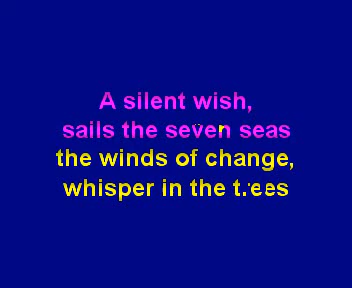 A silent wish,
sails the seven seas
the winds of change,
whisper in the trees